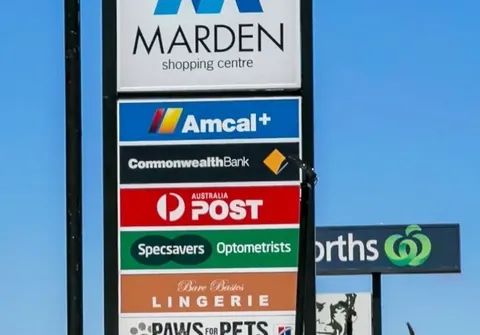 MARDEN
shopping centre
Amcal+
CommonwealthBank
AUSTRALIA
POST
Specsavers Optometrists
orths
Bare Basics
LINGERIE
PAWS FOR PETS